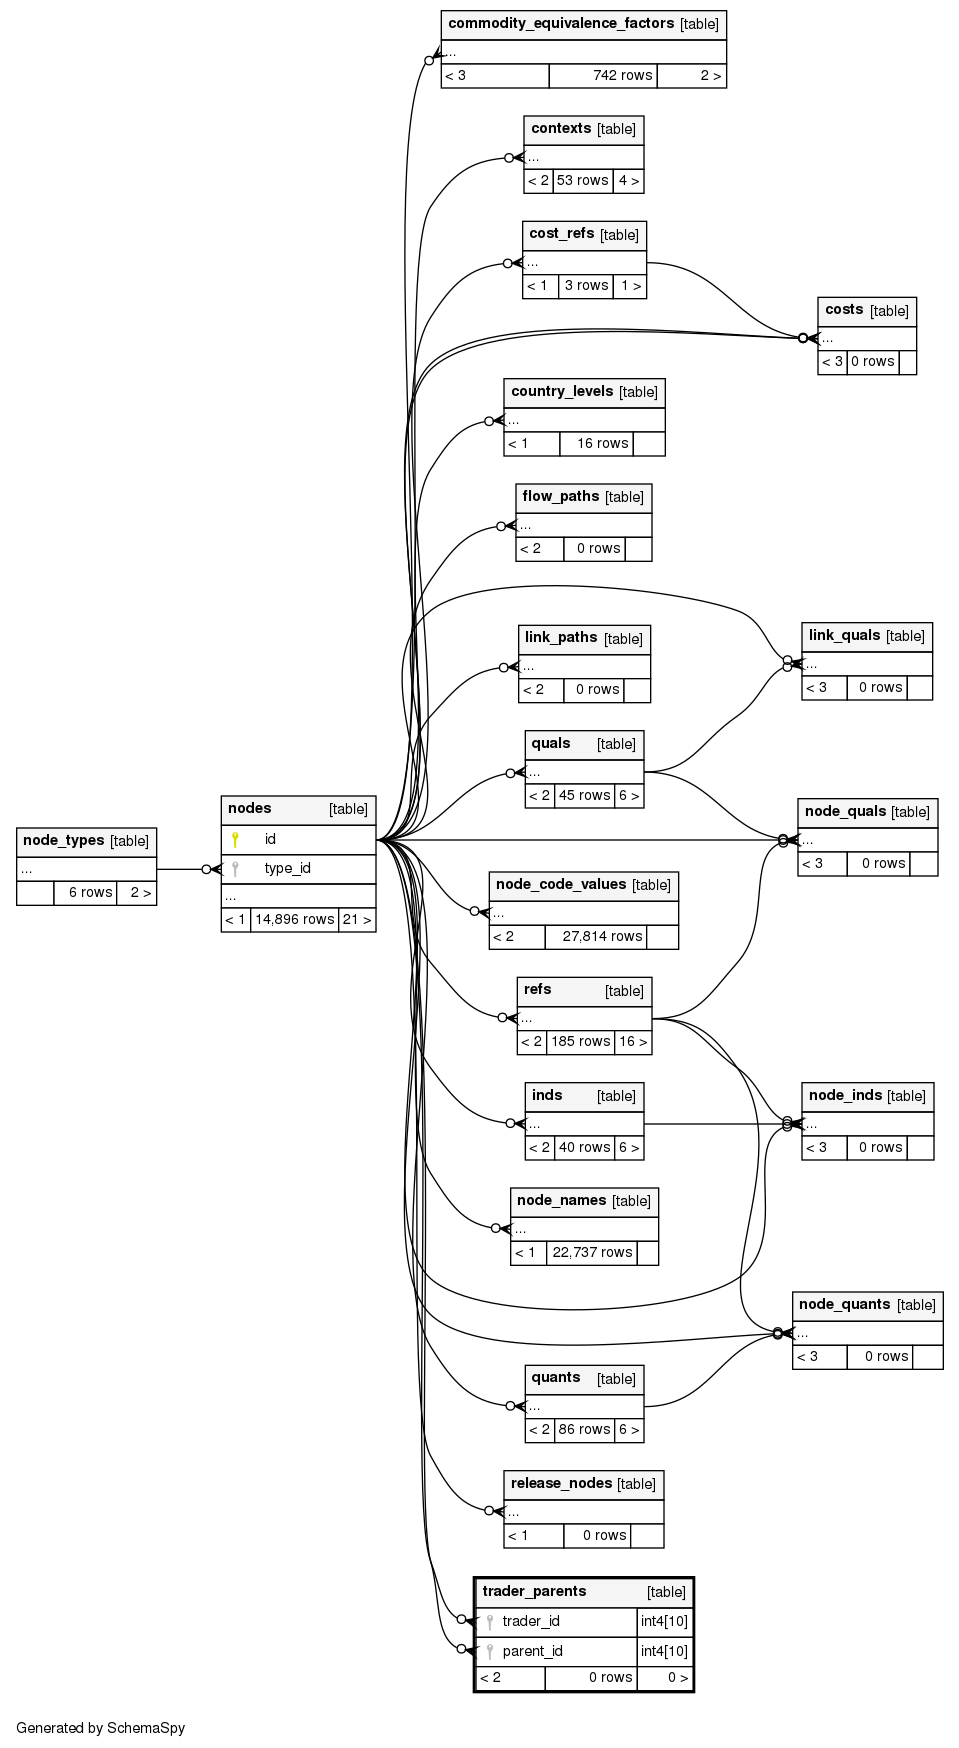 commodity_equivalence_factors [table]
...
< 3 742 rows 2 >
contexts [table]
...
< 2 53 rows 4 >
cost_refs [table]
...
< 1 3 rows 1 >
costs [table]
...
< 3 0 rows
country_levels [table]
...
< 1 16 rows
flow_paths [table]
...
< 2 0 rows
link_paths [table]
...
< 2 0 rows
link_quals [table]
...
< 3 0 rows
quals [table]
...
< 2 45 rows 6 >
node_types [table]
...
6 rows 2 >
nodes [table]
id
type_id
...
< 1 14,896 rows 21 >
node_quals [table]
...
< 3 0 rows
node_code_values [table]
...
< 2 27,814 rows
refs [table]
...
< 2 185 rows 16 >
inds [table]
...
< 2 40 rows 6 >
node_inds [table]
...
< 3 0 rows
node_names [table]
...
< 1 22,737 rows
node_quants [table]
...
< 3 0 rows
quants [table]
...
< 2 86 rows 6 >
release_nodes [table]
...
< 1 0 rows
trader_parents [table]
trader_id int4[10]
parent_id int4[10]
< 2 0 rows 0 >
Generated by SchemaSpy